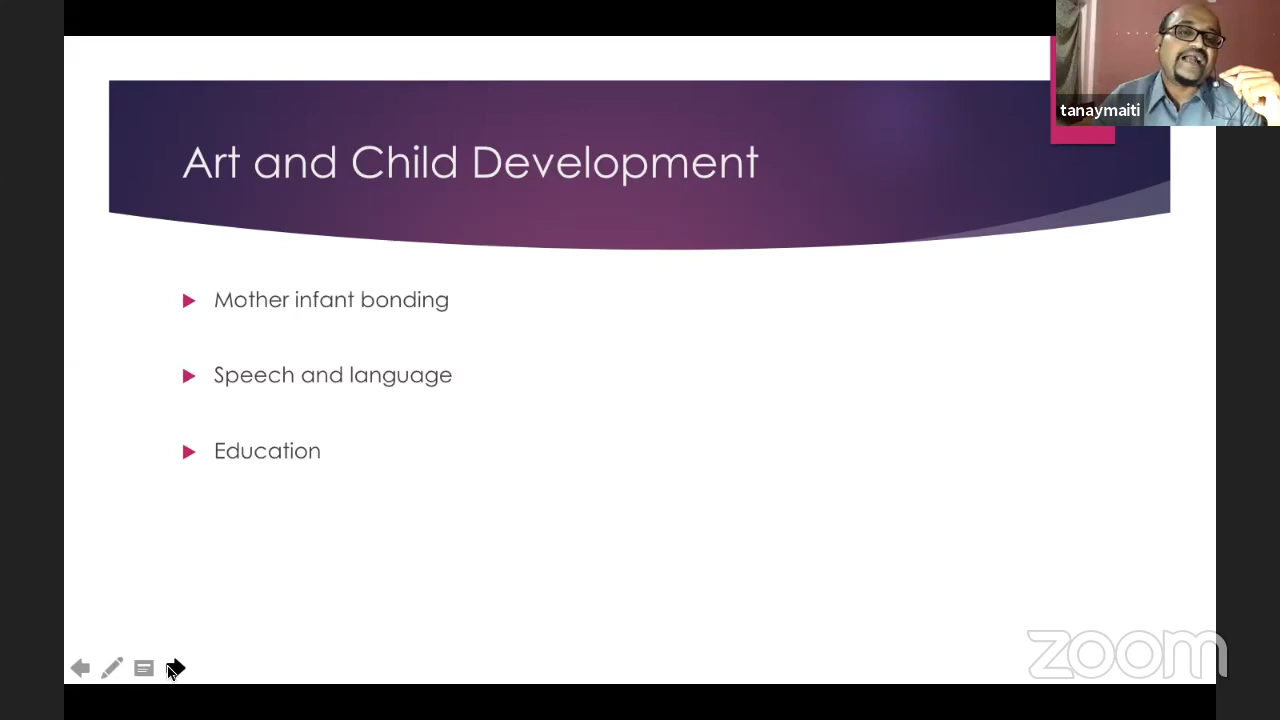 tanaymaiti
Art and Child Development
Mother infant bonding
Speech and language
Education
zoom